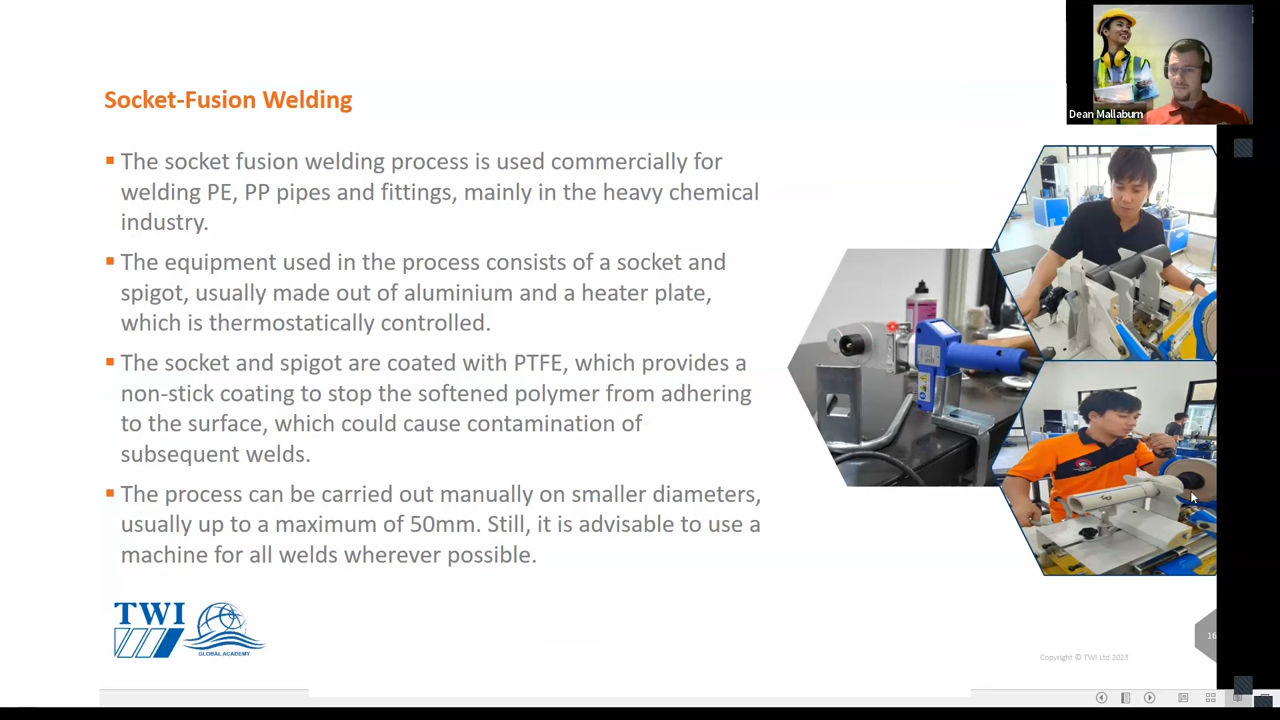 Socket-Fusion Welding
Dean Mallaburn
The socket fusion welding process is used commercially for
welding PE, PP pipes and fittings, mainly in the heavy chemical
industry.
The equipment used in the process consists of a socket and
spigot, usually made out of aluminium and a heater plate,
which is thermostatically controlled.
The socket and spigot are coated with PTFE, which provides a
non-stick coating to stop the softened polymer from adhering
to the surface, which could cause contamination of
subsequent welds.
The process can be carried out manually on smaller diameters,
usually up to a maximum of 50mm. Still, it is advisable to use a
machine for all welds wherever possible.
TWI
GLOBAL ACADEMY
16
Copyright © TWI Ltd 2023